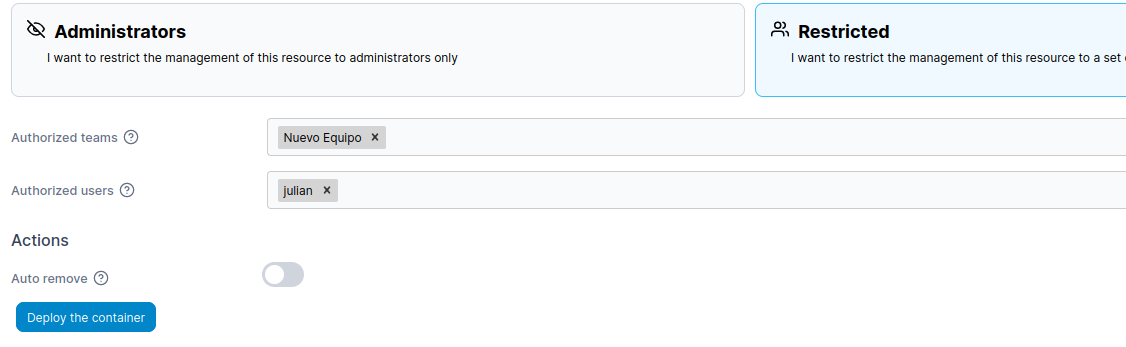 Administrators
I want to restrict the management of this resource to administrators only
Restricted
I want to restrict the management of this resource to a set
Authorized teams
Nuevo Equipo ×
Authorized users
julian ×
Actions
Auto remove
Deploy the container